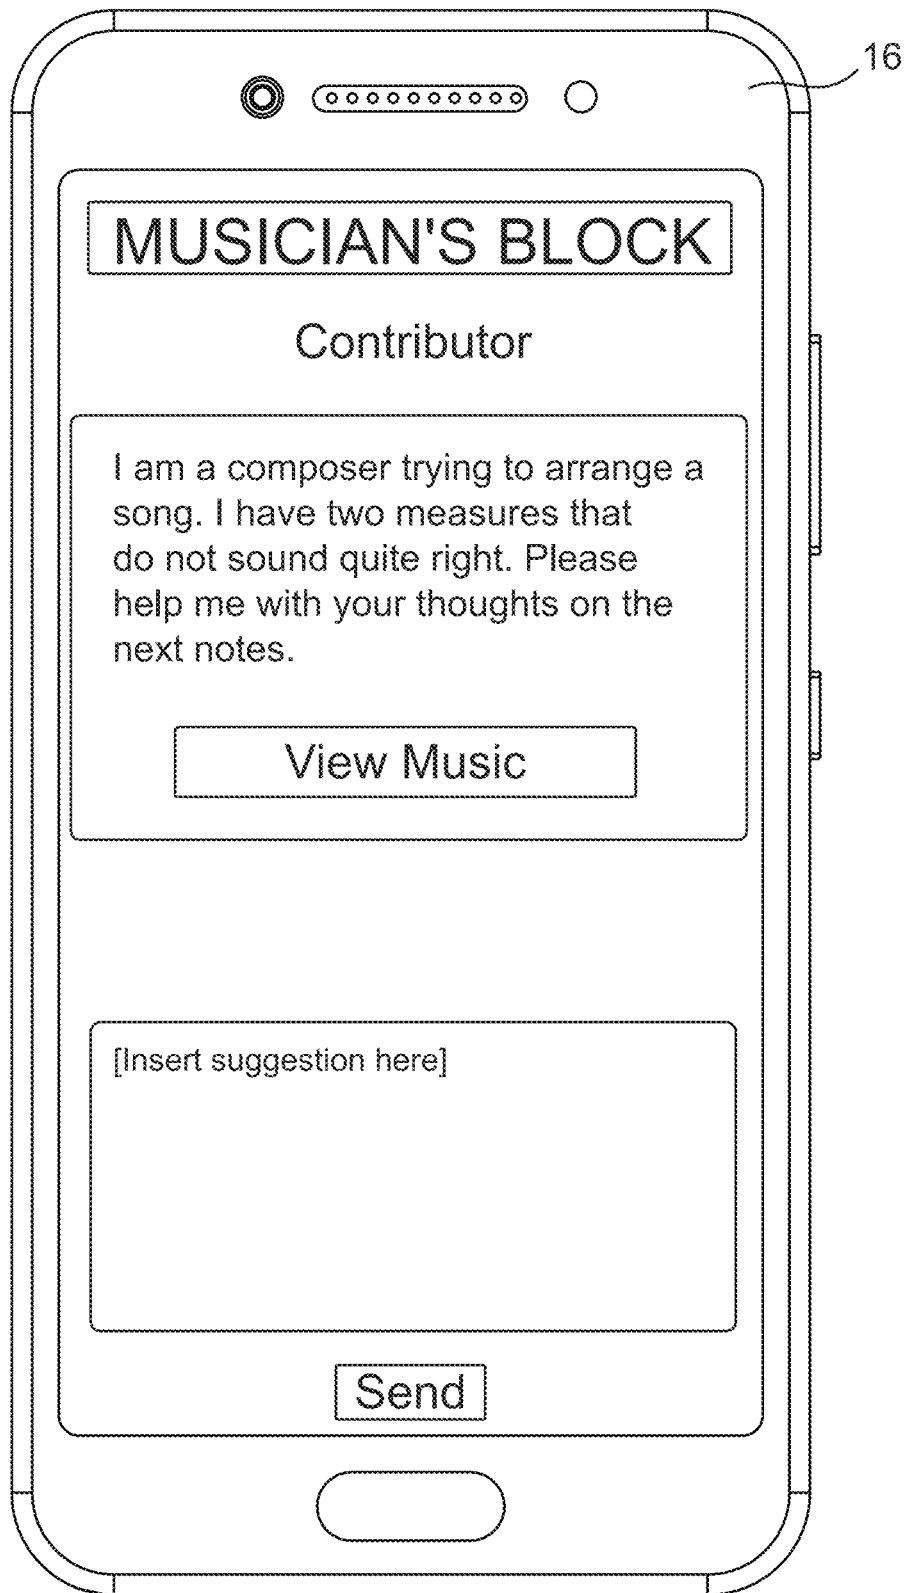 16
MUSICIAN'S BLOCK
Contributor
I am a composer trying to arrange a
song. I have two measures that
do not sound quite right. Please
help me with your thoughts on the
next notes.
View Music
[Insert suggestion here]
Send